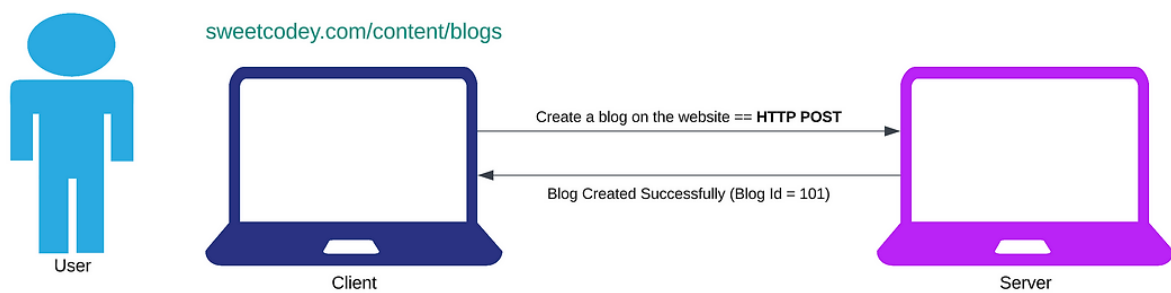 sweetcodey.com/content/blogs
Create a blog on the website == HTTP POST
Blog Created Successfully (Blog Id = 101)
User
Client
Server